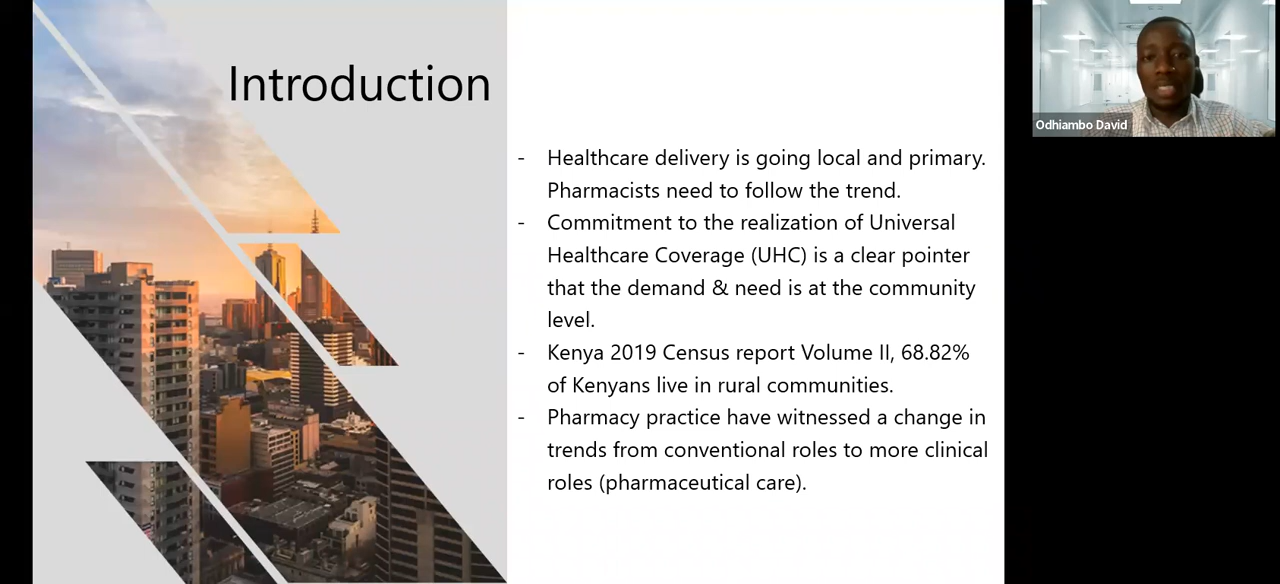 Introduction
- Healthcare delivery is going local and primary.
Pharmacists need to follow the trend.
- Commitment to the realization of Universal
Healthcare Coverage (UHC) is a clear pointer
that the demand & need is at the community
level.
- Kenya 2019 Census report Volume II, 68.82%
of Kenyans live in rural communities.
- Pharmacy practice have witnessed a change in
trends from conventional roles to more clinical
roles (pharmaceutical care).
Odhiambo David